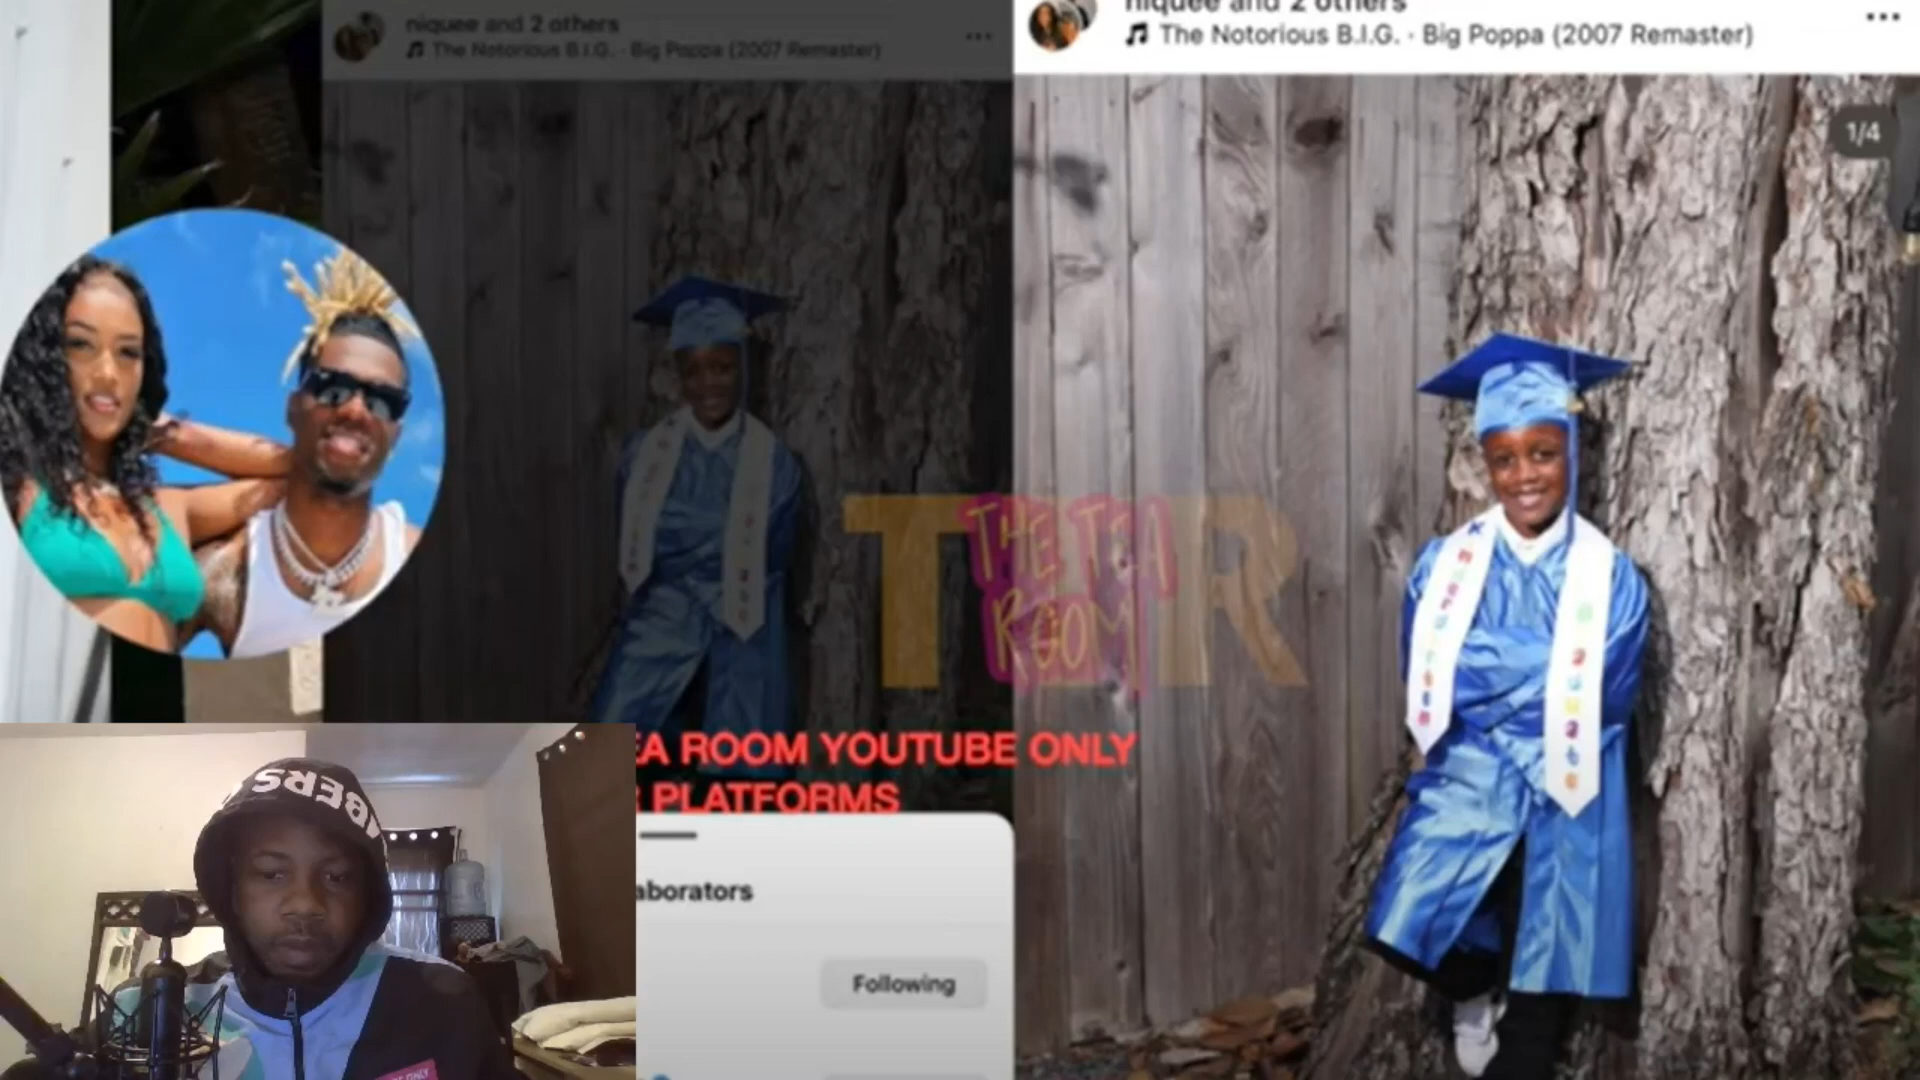 niquee and 2 others
The Notorious B.I.G. · Big Poppa (2007 Remaster)
niquee and 2 others
The Notorious B.I.G. · Big Poppa (2007 Remaster)
1/4
T R
THE TEA
ROOM
EA ROOM YOUTUBE ONLY
R PLATFORMS
aborators
Following